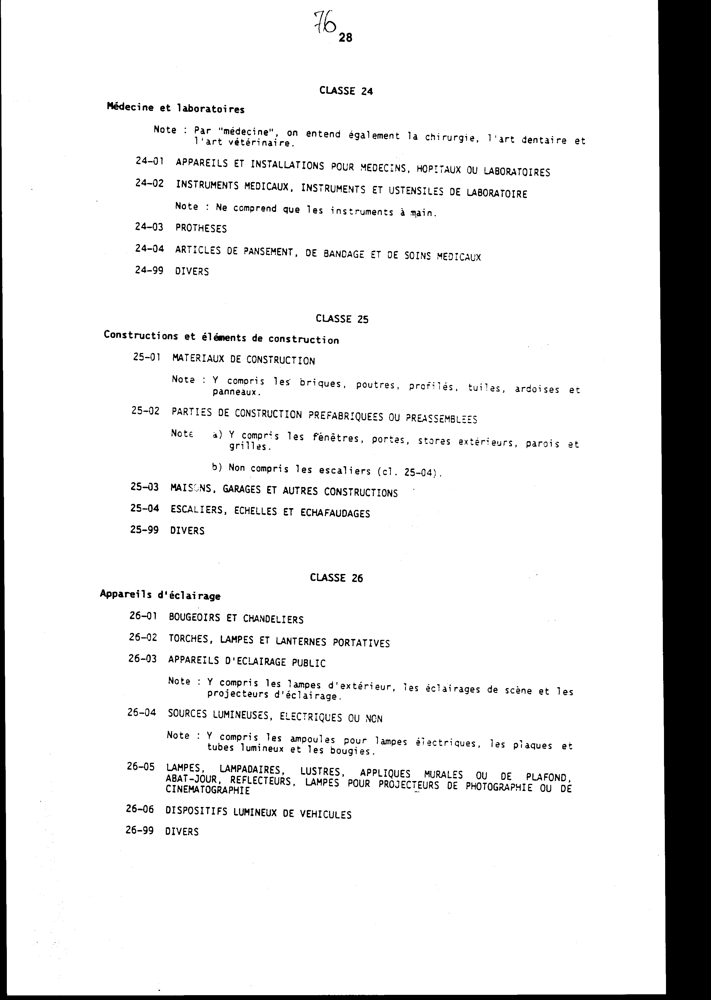 76
28
CLASSE 24
Médecine et laboratoires
Note : Par "médecine", on entend également la chirurgie, l'art dentaire et
l'art vétérinaire.
24-01 APPAREILS ET INSTALLATIONS POUR MEDECINS, HOPITAUX OU LABORATOIRES
24-02 INSTRUMENTS MEDICAUX, INSTRUMENTS ET USTENSILES DE LABORATOIRE
Note : Ne comprend que les instruments à main.
24-03 PROTHESES
24-04 ARTICLES DE PANSEMENT, DE BANDAGE ET DE SOINS MEDICAUX
24-99 DIVERS
CLASSE 25
Constructions et éléments de construction
25-01 MATERIAUX DE CONSTRUCTION
Note : Y compris les briques, poutres, profilés, tuiles, ardoises et
panneaux.
25-02 PARTIES DE CONSTRUCTION PREFABRIQUEES OU PREASSEMBLEES
Note a) Y compris les fenêtres, portes, stores extérieurs, parois et
grilles.
b) Non compris les escaliers (cl. 25-04).
25-03 MAISONS, GARAGES ET AUTRES CONSTRUCTIONS
25-04 ESCALIERS, ECHELLES ET ECHAFAUDAGES
25-99 DIVERS
CLASSE 26
Appareils d'éclairage
26-01 BOUGEOIRS ET CHANDELIERS
26-02 TORCHES, LAMPES ET LANTERNES PORTATIVES
26-03 APPAREILS D'ECLAIRAGE PUBLIC
Note : Y compris les lampes d'extérieur, les éclairages de scène et les
projecteurs d'éclairage.
26-04 SOURCES LUMINEUSES, ELECTRIQUES OU NON
Note : Y compris les ampoules pour lampes électriques, les plaques et
tubes lumineux et les bougies.
26-05 LAMPES, LAMPADAIRES, LUSTRES, APPLIQUES MURALES OU DE PLAFOND,
ABAT-JOUR, REFLECTEURS, LAMPES POUR PROJECTEURS DE PHOTOGRAPHIE OU DE
CINEMATOGRAPHIE
26-06 DISPOSITIFS LUMINEUX DE VEHICULES
26-99 DIVERS